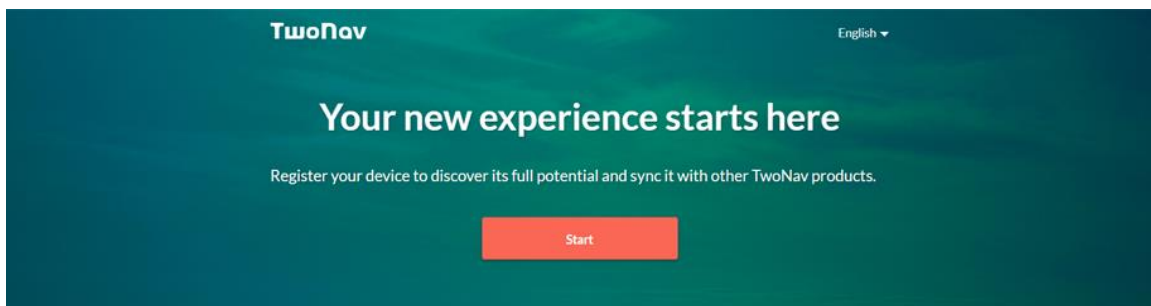 TwoNav
English
Your new experience starts here
Register your device to discover its full potential and sync it with other TwoNav products.
Start